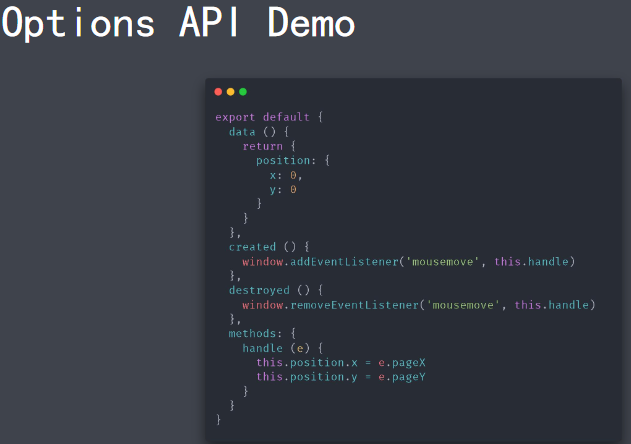 Options API Demo
export default {
  data () {
    return {
      position: {
        x: 0,
        y: 0
      }
    }
  },
  created () {
    window.addEventListener('mousemove', this.handle)
  },
  destroyed () {
    window.removeEventListener('mousemove', this.handle)
  },
  methods: {
    handle (e) {
      this.position.x = e.pageX
      this.position.y = e.pageY
    }
  }
}